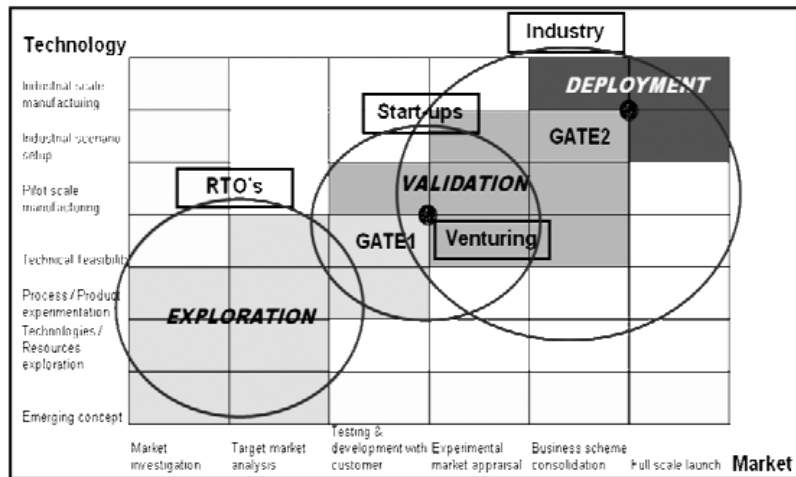 Industry
Technology
Industrial scale
manufacturing
DEPLOYMENT
Start-ups
Industrial scenario
setup
GATE2
RTO's
Pilot scale
manufacturing
VALIDATION
GATE1
Venturing
Technical feasibilit
Process / Product
experimentation
EXPLORATION
Technologies /
Resources
exploration
Emerging concept
Market
investigation
Target market
analysis
Testing &
development with
customer
Experimental
market appraisal
Business scheme
consolidation
Full scale launch
Market